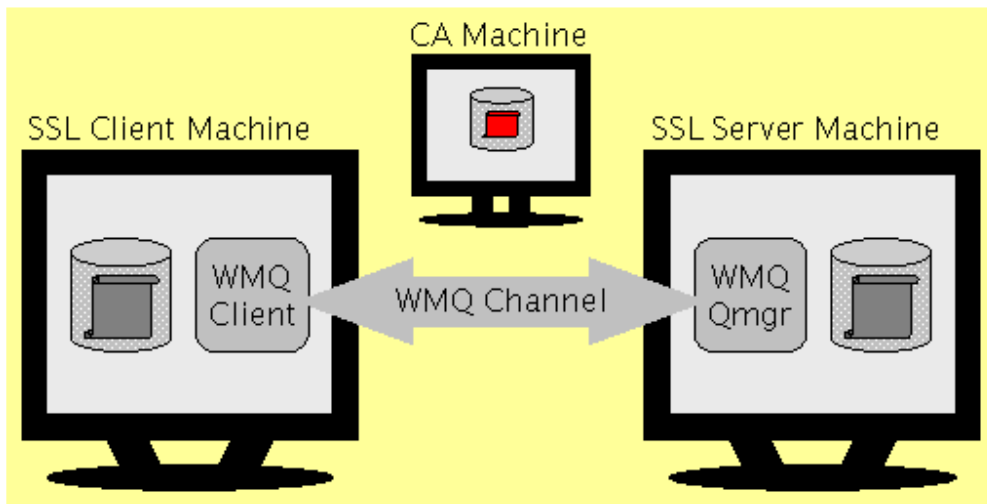 CA Machine
SSL Client Machine
SSL Server Machine
WMQ
Client
WMQ Channel
WMQ
Qmgr